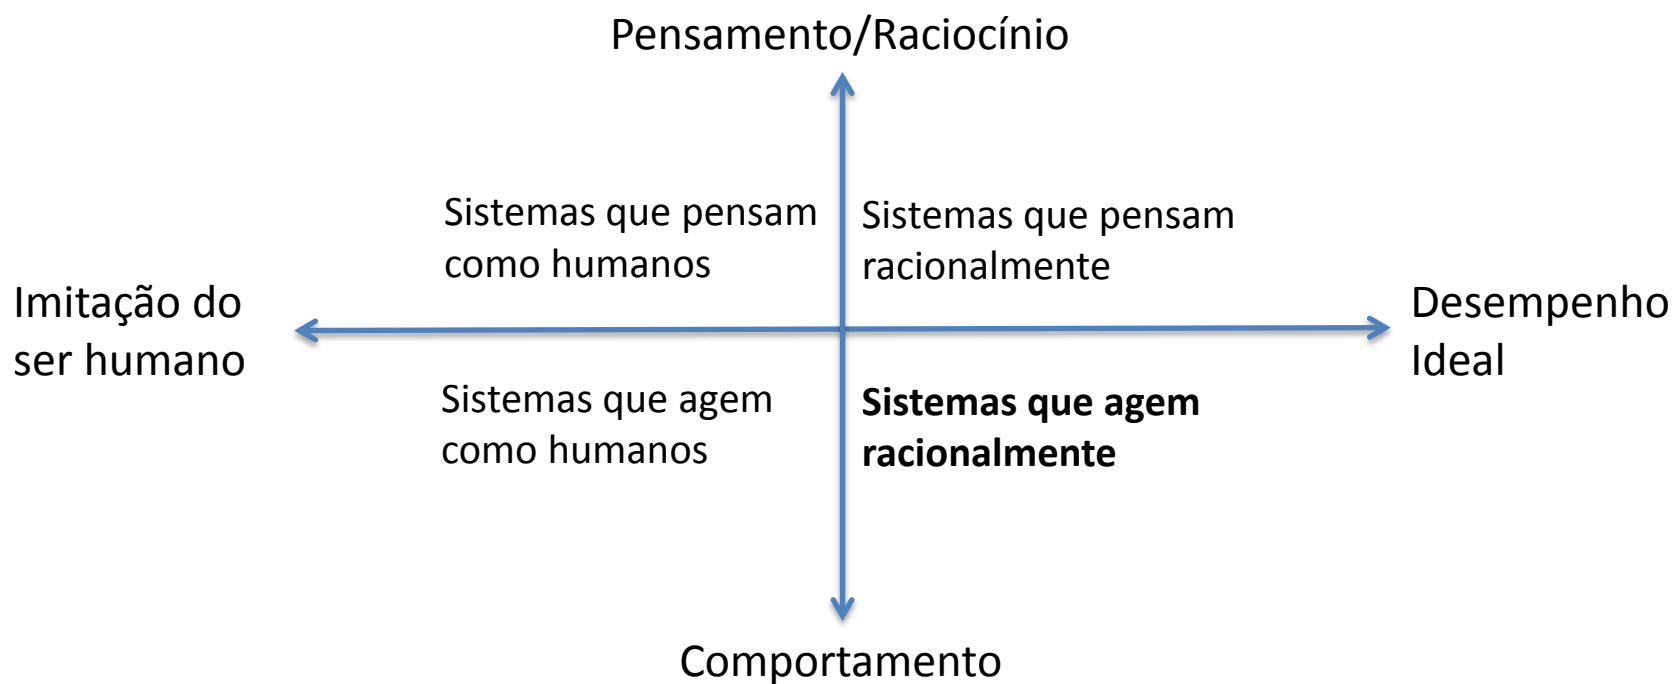 Pensamento/Raciocínio
Sistemas que pensam
como humanos
Sistemas que pensam
racionalmente
Imitação do
ser humano
Desempenho
Ideal
Sistemas que agem
como humanos
Sistemas que agem
racionalmente
Comportamento